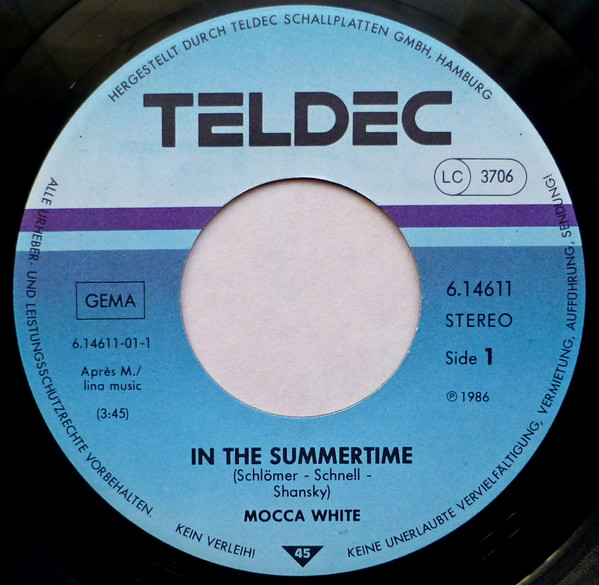 HERGESTELLT DURCH TELDEC SCHALLPLATTEN GMBH, HAMBURG
TELDEC
LC 3706
GEMA
6.14611-01-1
Après M./
lina music
(3:45)
6.14611
STEREO
Side 1
℗ 1986
IN THE SUMMERTIME
(Schlömer - Schnell -
Shansky)
MOCCA WHITE
45
ALLE URHEBER- UND LEISTUNGSSCHUTZRECHTE VORBEHALTEN.
KEIN VERLEIH!
KEINE UNERLAUBTE VERVIELFÄLTIGUNG, VERMIETUNG, AUFFÜHRUNG, SENDUNG!